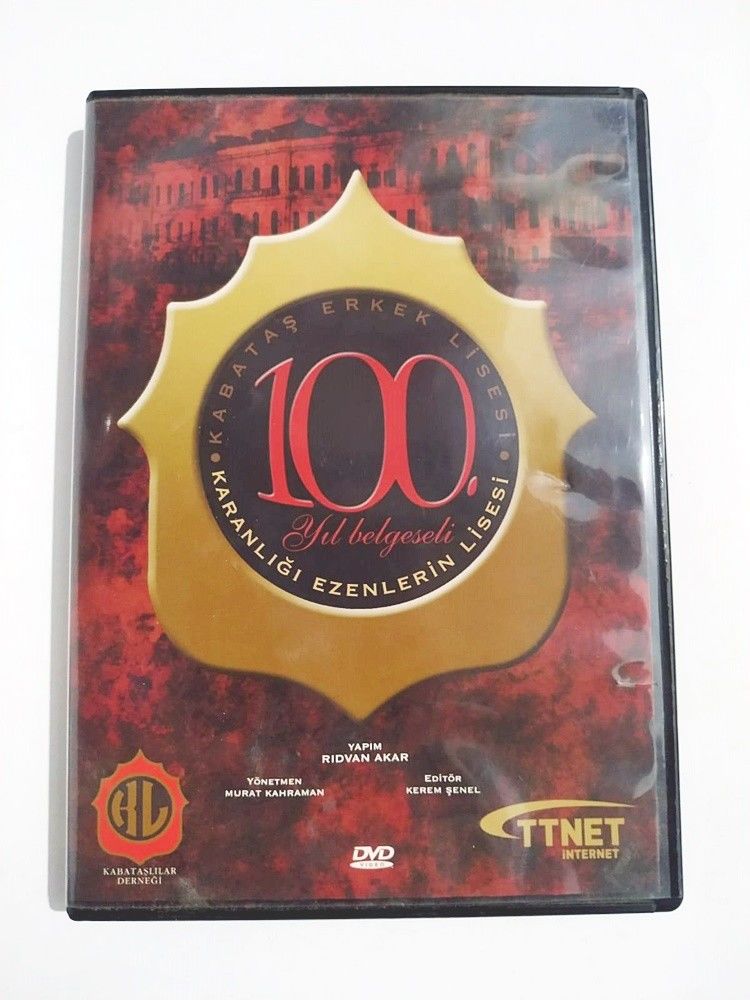 • KABATAŞ ERKEK LİSESİ •
100.
Yıl belgeseli
KARANLIĞI EZENLERİN LİSESİ
YAPIM
RIDVAN AKAR
YÖNETMEN
MURAT KAHRAMAN
EDİTÖR
KEREM ŞENEL
KL
KABATAŞLILAR
DERNEĞİ
DVD
VIDEO
TTNET
INTERNET